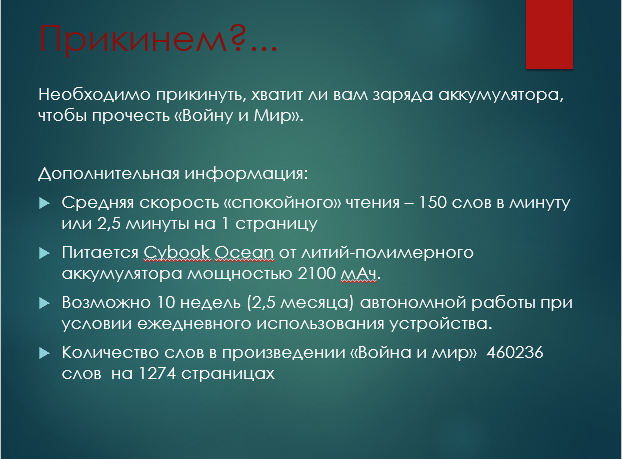 Прикинем?...
Необходимо прикинуть, хватит ли вам заряда аккумулятора,
чтобы прочесть «Войну и Мир».
Дополнительная информация:
Средняя скорость «спокойного» чтения – 150 слов в минуту
или 2,5 минуты на 1 страницу
Питается Cybook Ocean от литий-полимерного
аккумулятора мощностью 2100 мАч.
Возможно 10 недель (2,5 месяца) автономной работы при
условии ежедневного использования устройства.
Количество слов в произведении «Война и мир»  460236
слов  на 1274 страницах